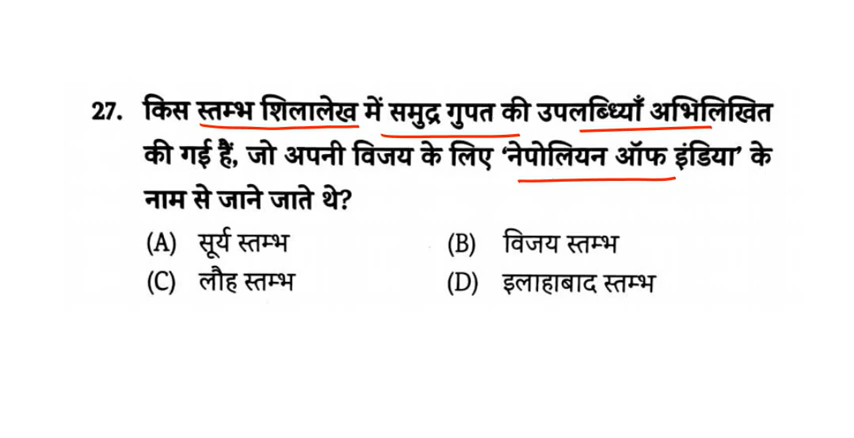 27. किस स्तम्भ शिलालेख में समुद्र गुपत की उपलब्ध्याँ अभिलिखित
की गई हैं, जो अपनी विजय के लिए ‘नेपोलियन ऑफ इंडिया’ के
नाम से जाने जाते थे?
(A) सूर्य स्तम्भ (B) विजय स्तम्भ
(C) लौह स्तम्भ (D) इलाहाबाद स्तम्भ